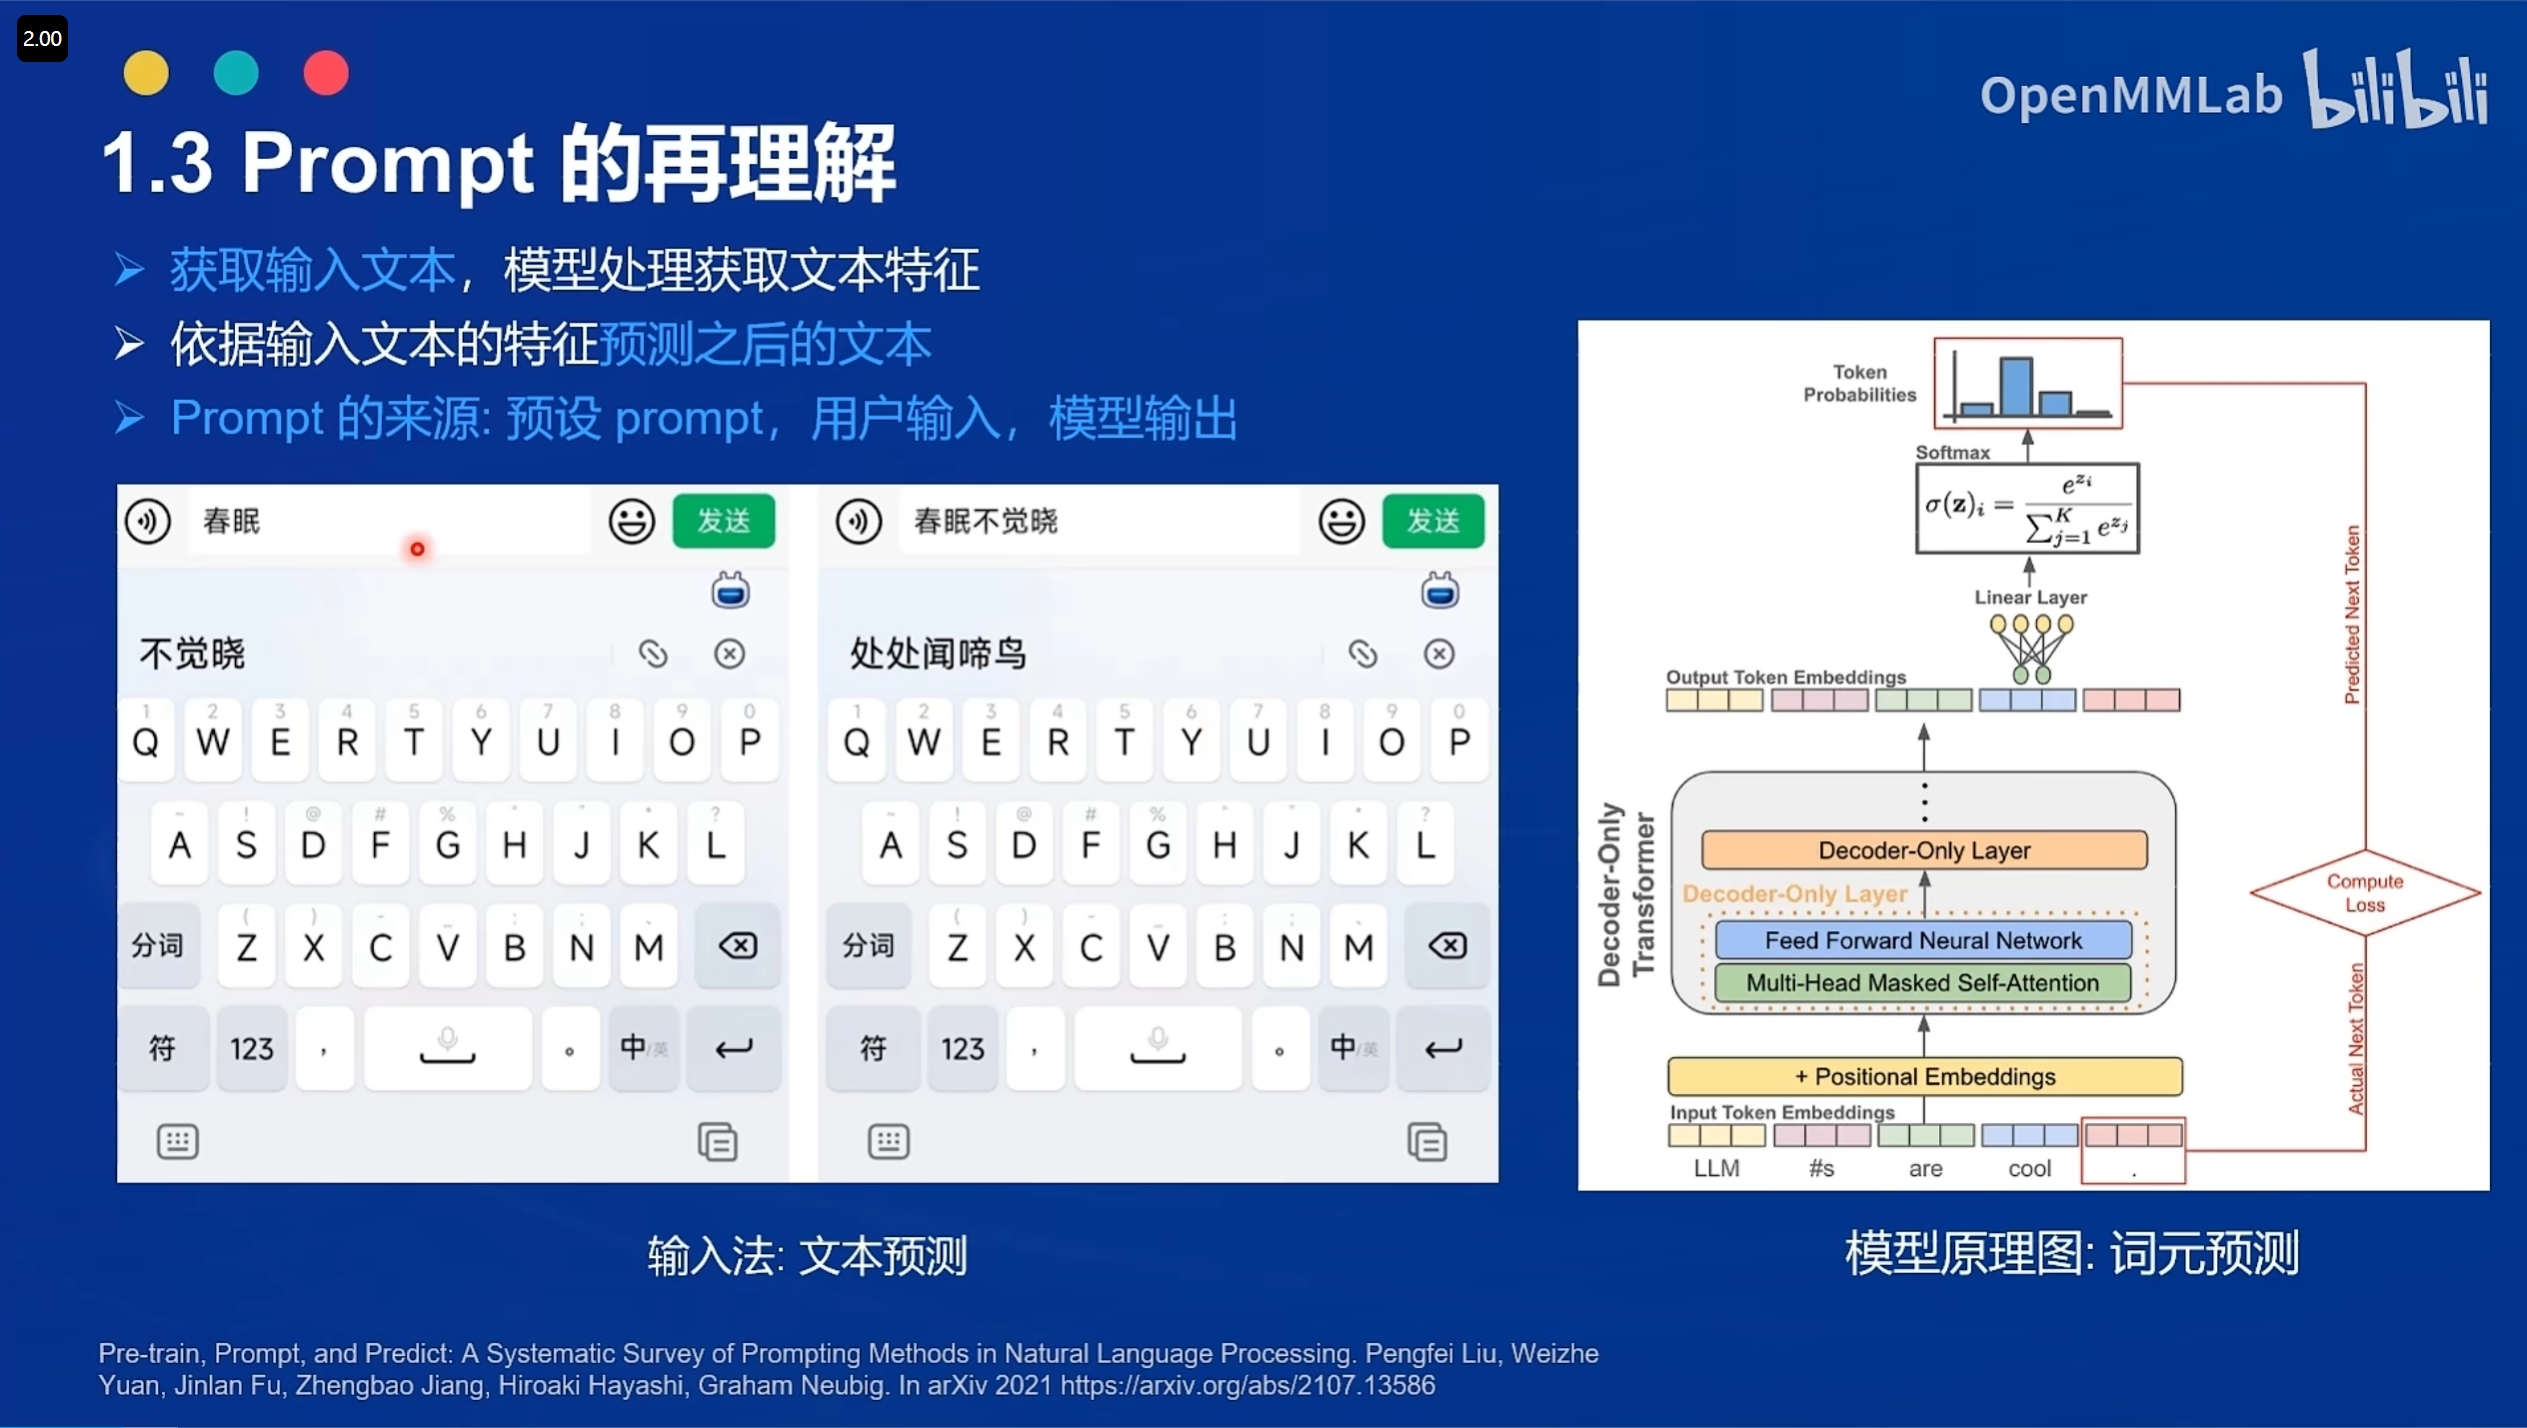 2.00
OpenMMLab bilibili
1.3 Prompt 的再理解
➢ 获取输入文本，模型处理获取文本特征
➢ 依据输入文本的特征预测之后的文本
➢ Prompt 的来源: 预设 prompt，用户输入，模型输出
春眠
发送
不觉晓
1 2 3 4 5 6 7 8 9 0
Q W E R T Y U I O P
~ ! @ # %
?
A S D F G H J K L
( ) - _ : ; 、
分词 Z X C V B N M
符 123 ， 。 中/英
春眠不觉晓
发送
处处闻啼鸟
1 2 3 4 5 6 7 8 9 0
Q W E R T Y U I O P
~ ! @ # %
?
A S D F G H J K L
( ) - _ : ; 、
分词 Z X C V B N M
符 123 ， 。 中/英
输入法: 文本预测
Token
Probabilities
Softmax
σ(z)i = e^zi / ∑j=1^K e^zj
Linear Layer
Output Token Embeddings
Decoder-Only
Transformer
Decoder-Only Layer
Decoder-Only Layer
Feed Forward Neural Network
Multi-Head Masked Self-Attention
+ Positional Embeddings
Input Token Embeddings
LLM #s are cool .
Predicted Next Token
Compute
Loss
Actual Next Token
模型原理图: 词元预测
Pre-train, Prompt, and Predict: A Systematic Survey of Prompting Methods in Natural Language Processing. Pengfei Liu, Weizhe
Yuan, Jinlan Fu, Zhengbao Jiang, Hiroaki Hayashi, Graham Neubig. In arXiv 2021 https://arxiv.org/abs/2107.13586